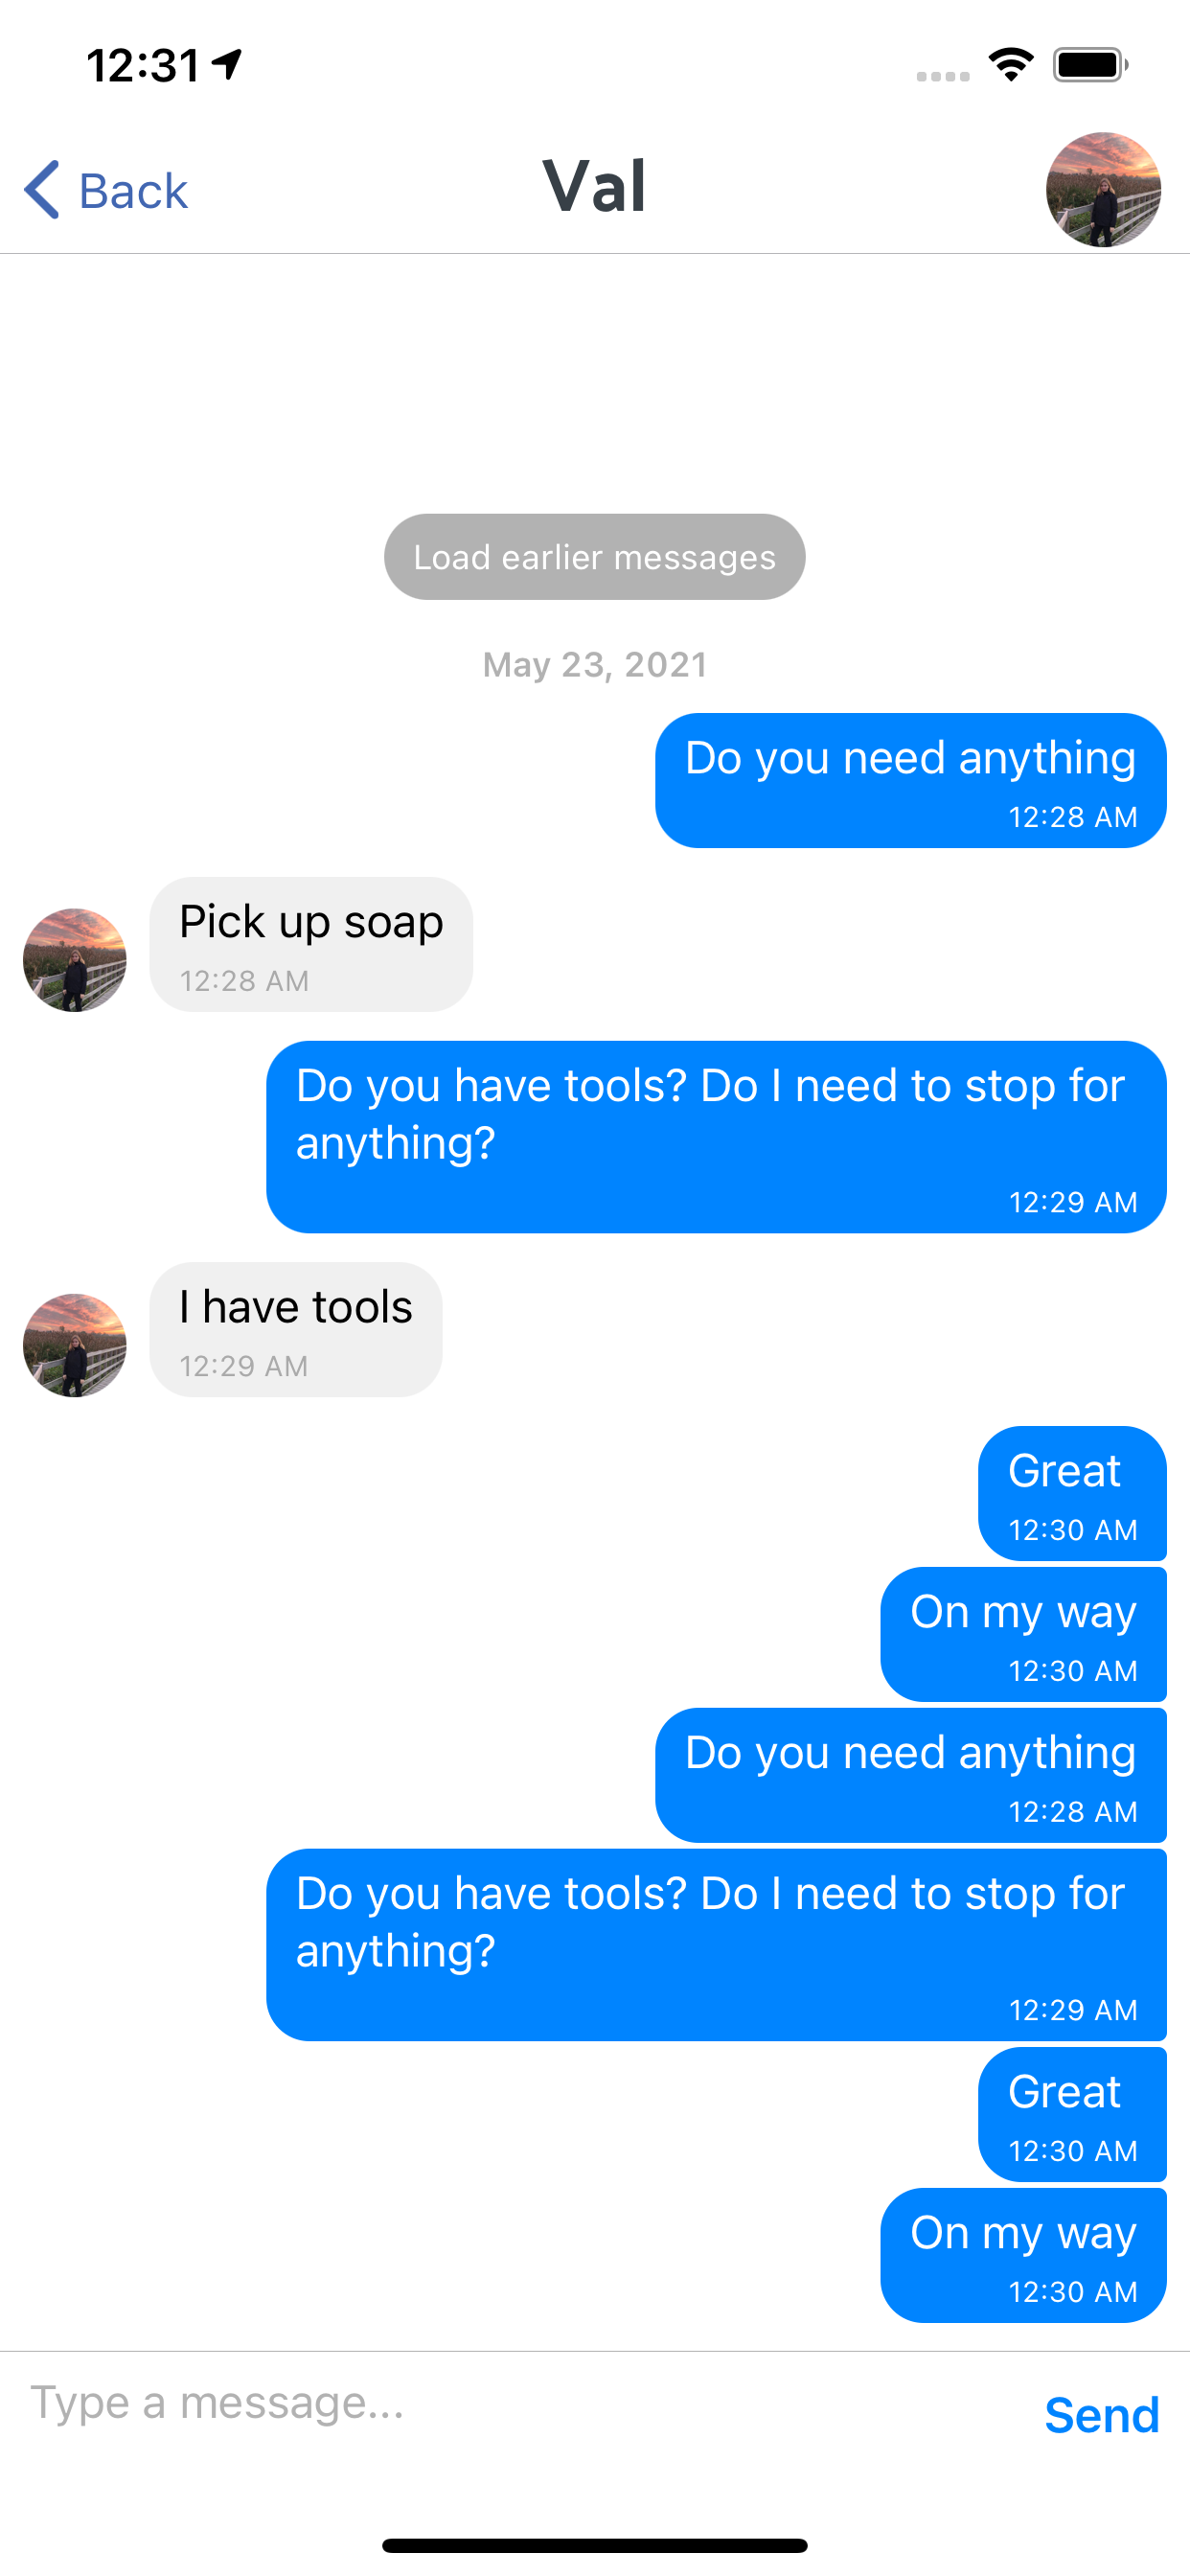 12:31
Back
Val
Load earlier messages
May 23, 2021
Do you need anything
12:28 AM
Pick up soap
12:28 AM
Do you have tools? Do I need to stop for
anything?
12:29 AM
I have tools
12:29 AM
Great
12:30 AM
On my way
12:30 AM
Do you need anything
12:28 AM
Do you have tools? Do I need to stop for
anything?
12:29 AM
Great
12:30 AM
On my way
12:30 AM
Type a message...
Send